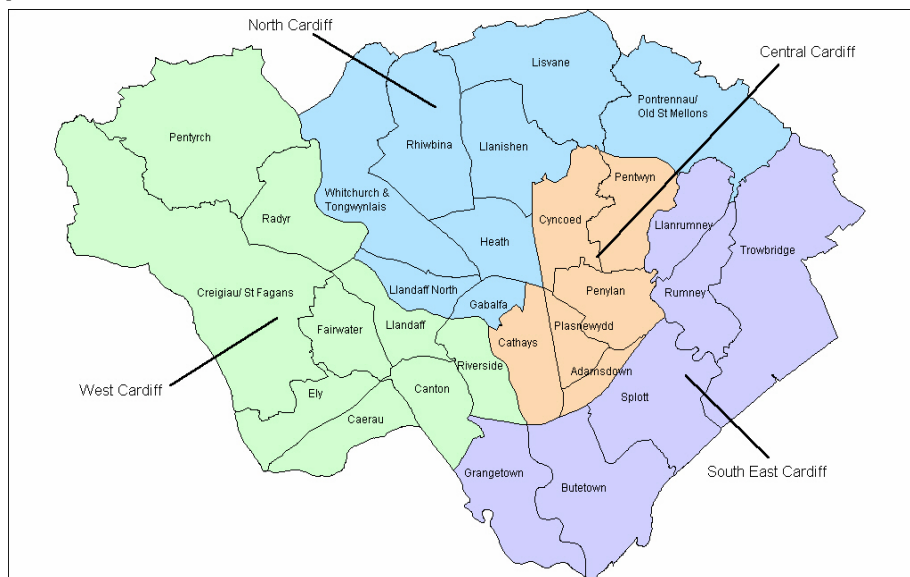 North Cardiff
Central Cardiff
Lisvane
Pontrennau/
Old St Mellons
Pentyrch
Rhiwbina
Llanishen
Pentwyn
Whitchurch &
Tongwynlais
Radyr
Cyncoed
Llanrumney
Heath
Trowbridge
Creigiau/ St Fagans
Llandaff North
Gabalfa
Penylan
Rumney
Fairwater
Llandaff
Cathays
Plasnewydd
Riverside
Adamsdown
West Cardiff
Ely
Canton
Splott
Caerau
Grangetown
Butetown
South East Cardiff